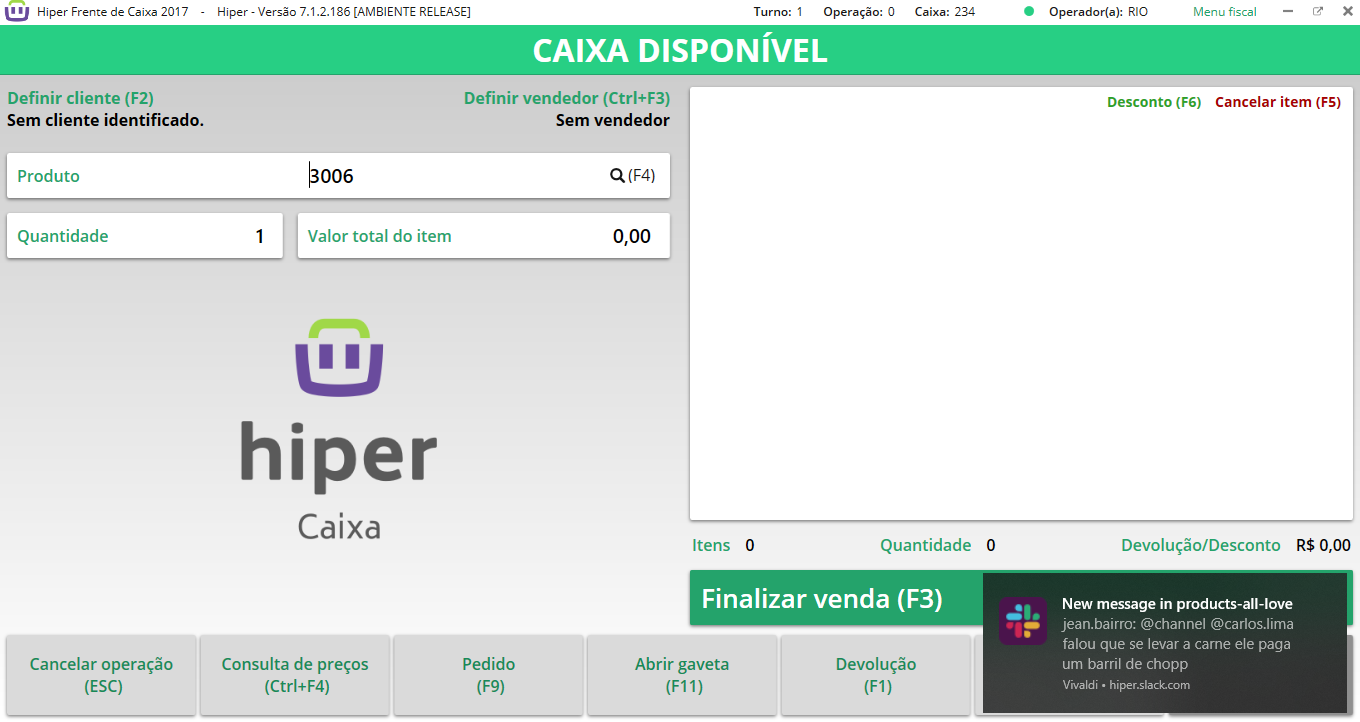 Hiper Frente de Caixa 2017 - Hiper - Versão 7.1.2.186 [AMBIENTE RELEASE] Turno: 1 Operação: 0 Caixa: 234 Operador(a): RIO Menu fiscal
CAIXA DISPONÍVEL
Definir cliente (F2) Definir vendedor (Ctrl+F3)
Sem cliente identificado. Sem vendedor
Produto 3006 (F4)
Quantidade 1 Valor total do item 0,00
hiper
Caixa
Desconto (F6) Cancelar item (F5)
Itens 0 Quantidade 0 Devolução/Desconto R$ 0,00
Finalizar venda (F3)
New message in products-all-love
jean.bairro: @channel @carlos.lima
falou que se levar a carne ele paga
um barril de chopp
Vivaldi • hiper.slack.com
Cancelar operação
(ESC)
Consulta de preços
(Ctrl+F4)
Pedido
(F9)
Abrir gaveta
(F11)
Devolução
(F1)